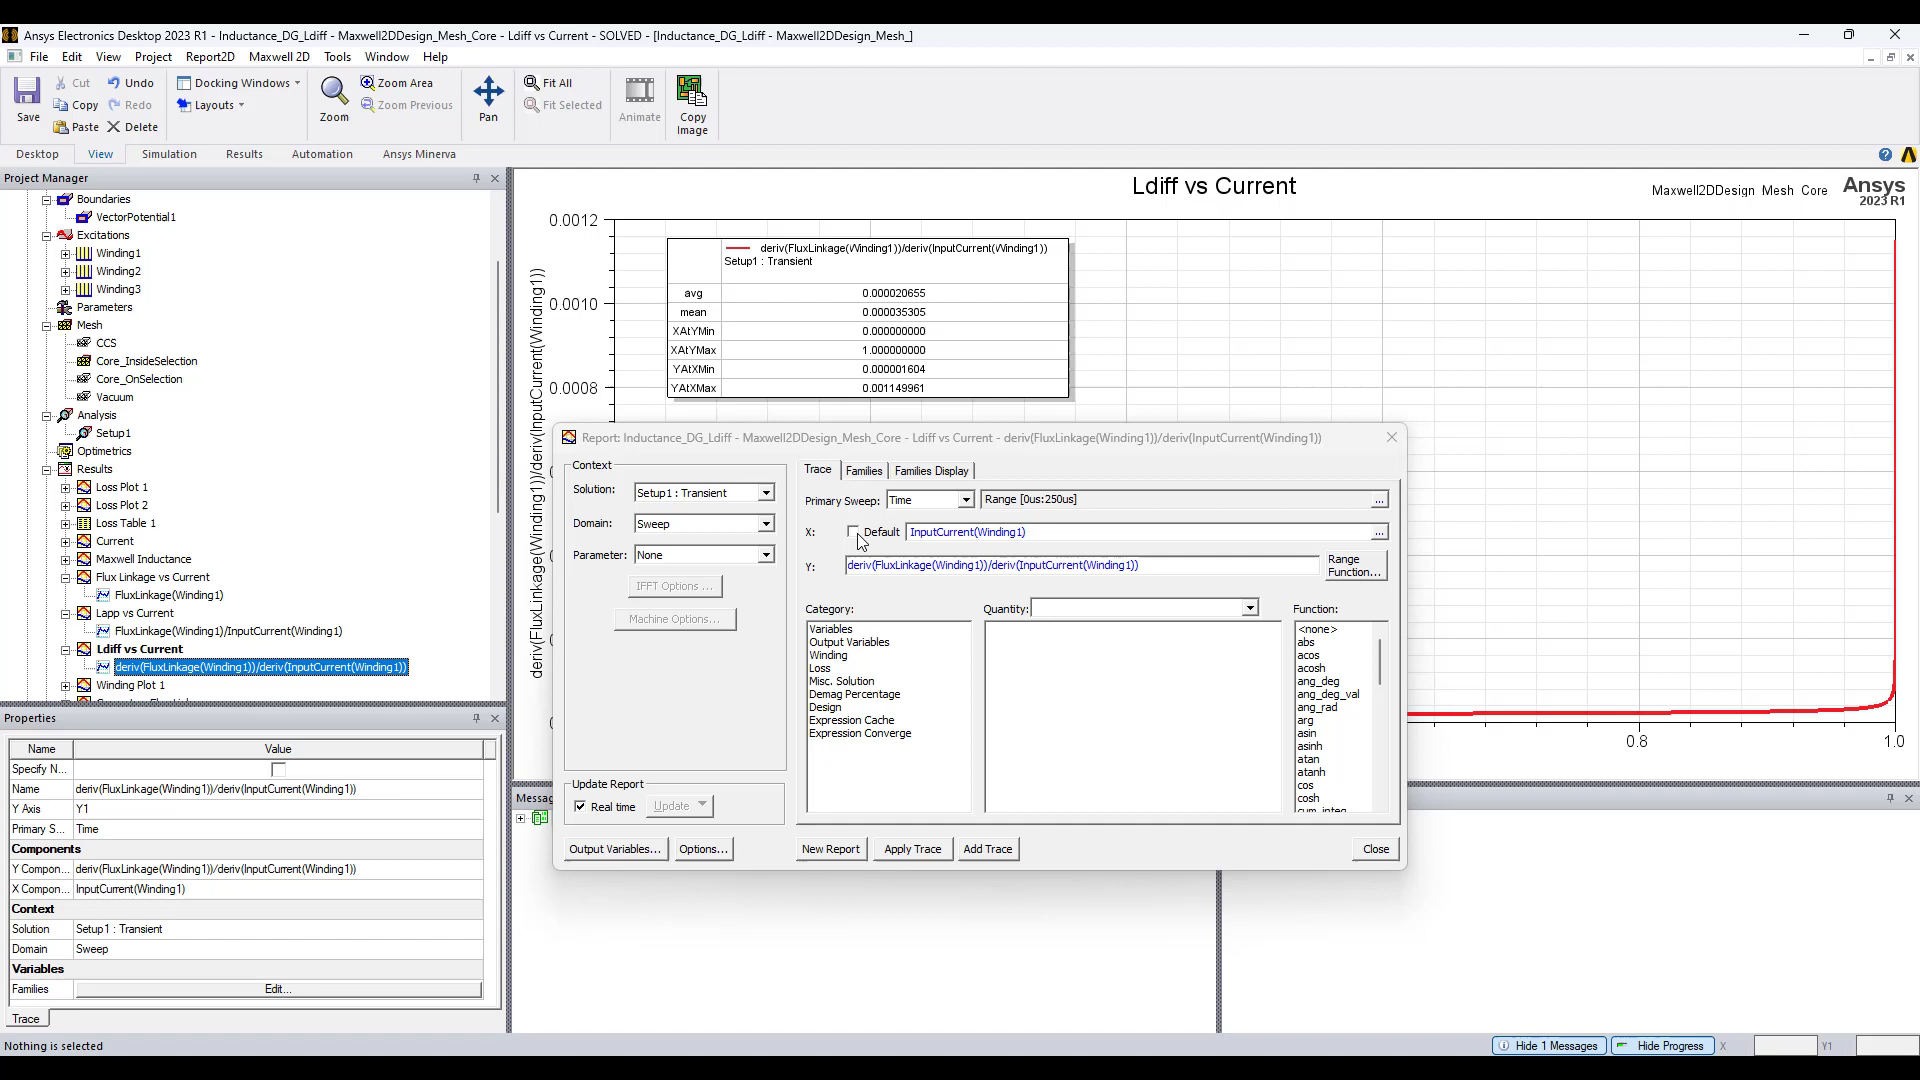 Ansys Electronics Desktop 2023 R1 - Inductance_DG_Ldiff - Maxwell2DDesign_Mesh_Core - Ldiff vs Current - SOLVED - [Inductance_DG_Ldiff - Maxwell2DDesign_Mesh_]
File Edit View Project Report2D Maxwell 2D Tools Window Help
Save
Cut
Copy
Paste
Undo
Redo
Delete
Docking Windows
Layouts
Zoom
Zoom Area
Zoom Previous
Pan
Fit All
Fit Selected
Animate
Copy
Image
Desktop View Simulation Results Automation Ansys Minerva
Project Manager
Boundaries
VectorPotential1
Excitations
Winding1
Winding2
Winding3
Parameters
Mesh
CCS
Core_InsideSelection
Core_OnSelection
Vacuum
Analysis
Setup1
Optimetrics
Results
Loss Plot 1
Loss Plot 2
Loss Table 1
Current
Maxwell Inductance
Flux Linkage vs Current
FluxLinkage(Winding1)
Lapp vs Current
FluxLinkage(Winding1)/InputCurrent(Winding1)
Ldiff vs Current
deriv(FluxLinkage(Winding1))/deriv(InputCurrent(Winding1))
Winding Plot 1
Properties
Name Value
Specify N...
Name deriv(FluxLinkage(Winding1))/deriv(InputCurrent(Winding1))
Y Axis Y1
Primary S... Time
Components
Y Compon... deriv(FluxLinkage(Winding1))/deriv(InputCurrent(Winding1))
X Compon... InputCurrent(Winding1)
Context
Solution Setup1 : Transient
Domain Sweep
Variables
Families Edit...
Trace
Nothing is selected
Ldiff vs Current
Maxwell2DDesign Mesh Core
Ansys
2023 R1
0.0012
0.0010
0.0008
deriv(FluxLinkage(Winding1))/deriv(InputCurrent(Winding1))
deriv(FluxLinkage(Winding1))/deriv(InputCurrent(Winding1))
Setup1 : Transient
avg 0.000020655
mean 0.000035305
XAtYMin 0.000000000
XAtYMax 1.000000000
YAtXMin 0.000001604
YAtXMax 0.001149961
0.8
1.0
Report: Inductance_DG_Ldiff - Maxwell2DDesign_Mesh_Core - Ldiff vs Current - deriv(FluxLinkage(Winding1))/deriv(InputCurrent(Winding1))
Context
Solution: Setup1 : Transient
Domain: Sweep
Parameter: None
IFFT Options ...
Machine Options...
Update Report
Real time Update
Output Variables... Options...
Trace Families Families Display
Primary Sweep: Time Range [0us:250us] ...
X: Default InputCurrent(Winding1) ...
Y: deriv(FluxLinkage(Winding1))/deriv(InputCurrent(Winding1))
Range
Function...
Category:
Variables
Output Variables
Winding
Loss
Misc. Solution
Demag Percentage
Design
Expression Cache
Expression Converge
Quantity:
Function:
<none>
abs
acos
acosh
ang_deg
ang_deg_val
ang_rad
arg
asin
asinh
atan
atanh
cos
cosh
cum_integ
New Report Apply Trace Add Trace Close
Hide 1 Messages Hide Progress X Y1